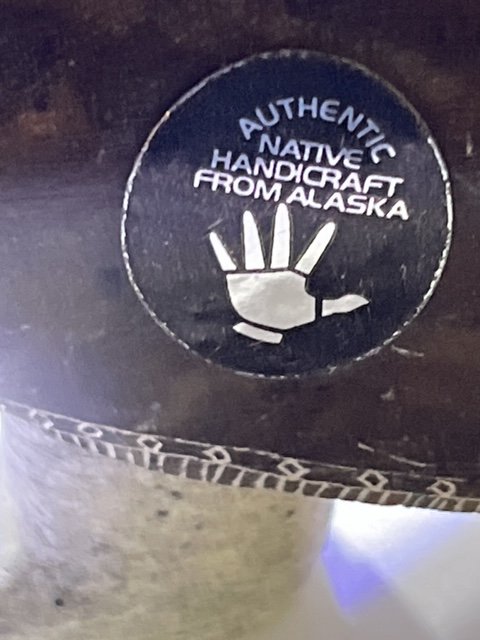 AUTHENTIC
NATIVE
HANDICRAFT
FROM ALASKA